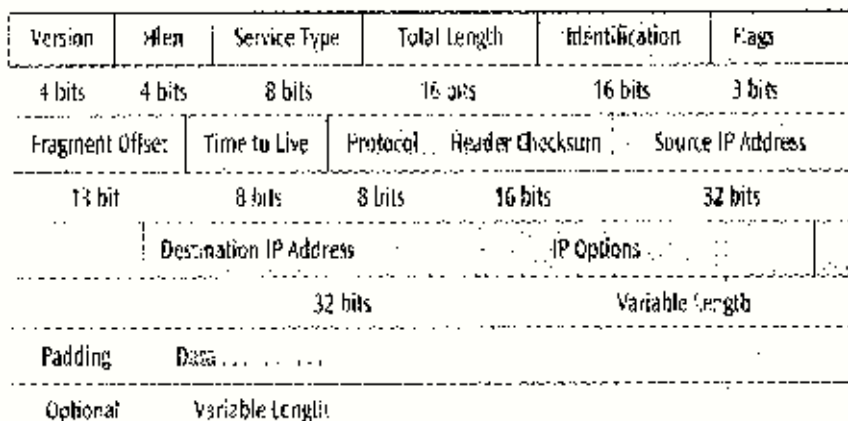 Version Hlen Service Type Total Length Identification Flags
4 bits 4 bits 8 bits 16 bits 16 bits 3 bits
Fragment Offset Time to Live Protocol Header Checksum Source IP Address
13 bit 8 bits 8 bits 16 bits 32 bits
Destination IP Address IP Options
32 bits Variable Length
Padding Data
Optional Variable Length